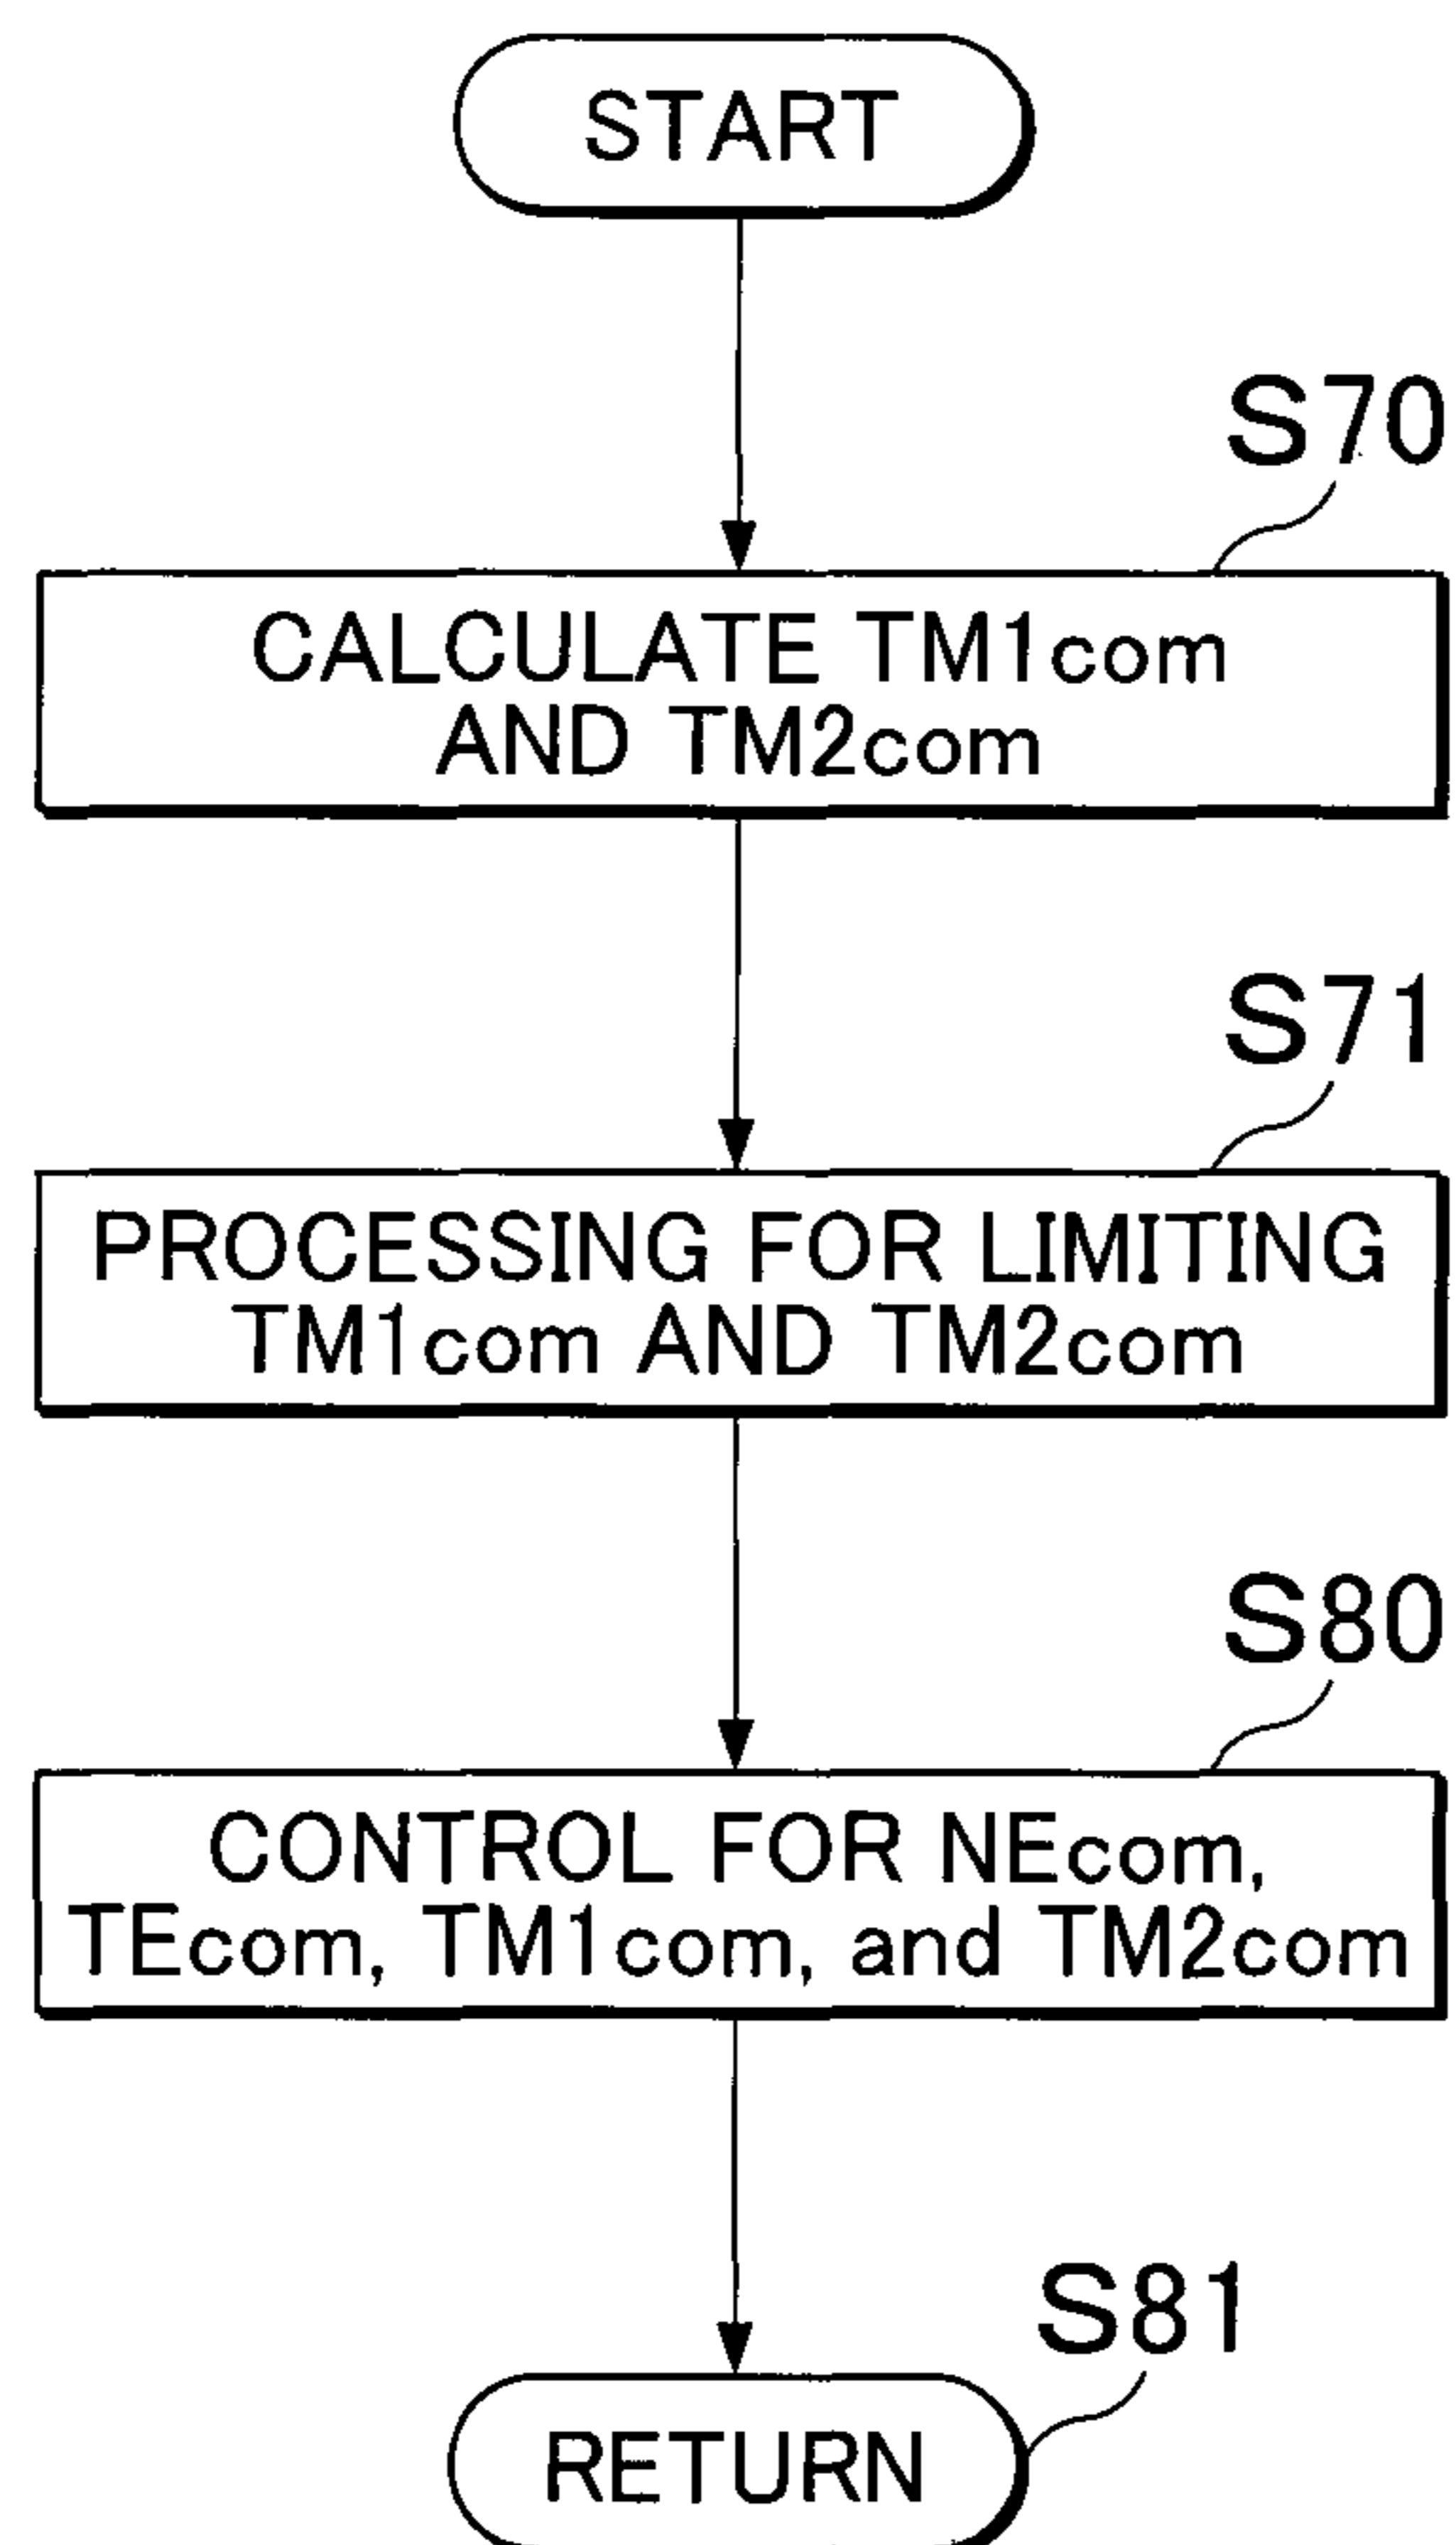 START
S70
CALCULATE TM1com
AND TM2com
S71
PROCESSING FOR LIMITING
TM1com AND TM2com
S80
CONTROL FOR NEcom,
TEcom, TM1com, and TM2com
S81
RETURN